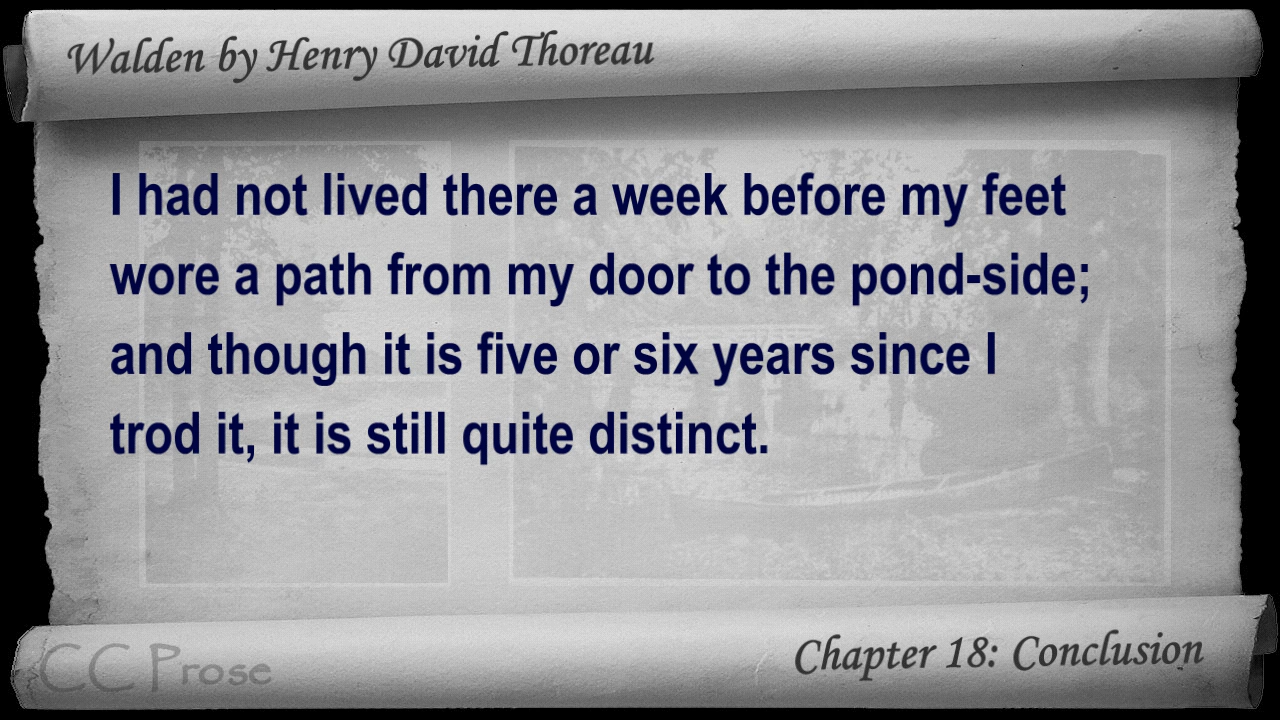 Walden by Henry David Thoreau
I had not lived there a week before my feet
wore a path from my door to the pond-side;
and though it is five or six years since I
trod it, it is still quite distinct.
CC Prose
Chapter 18: Conclusion